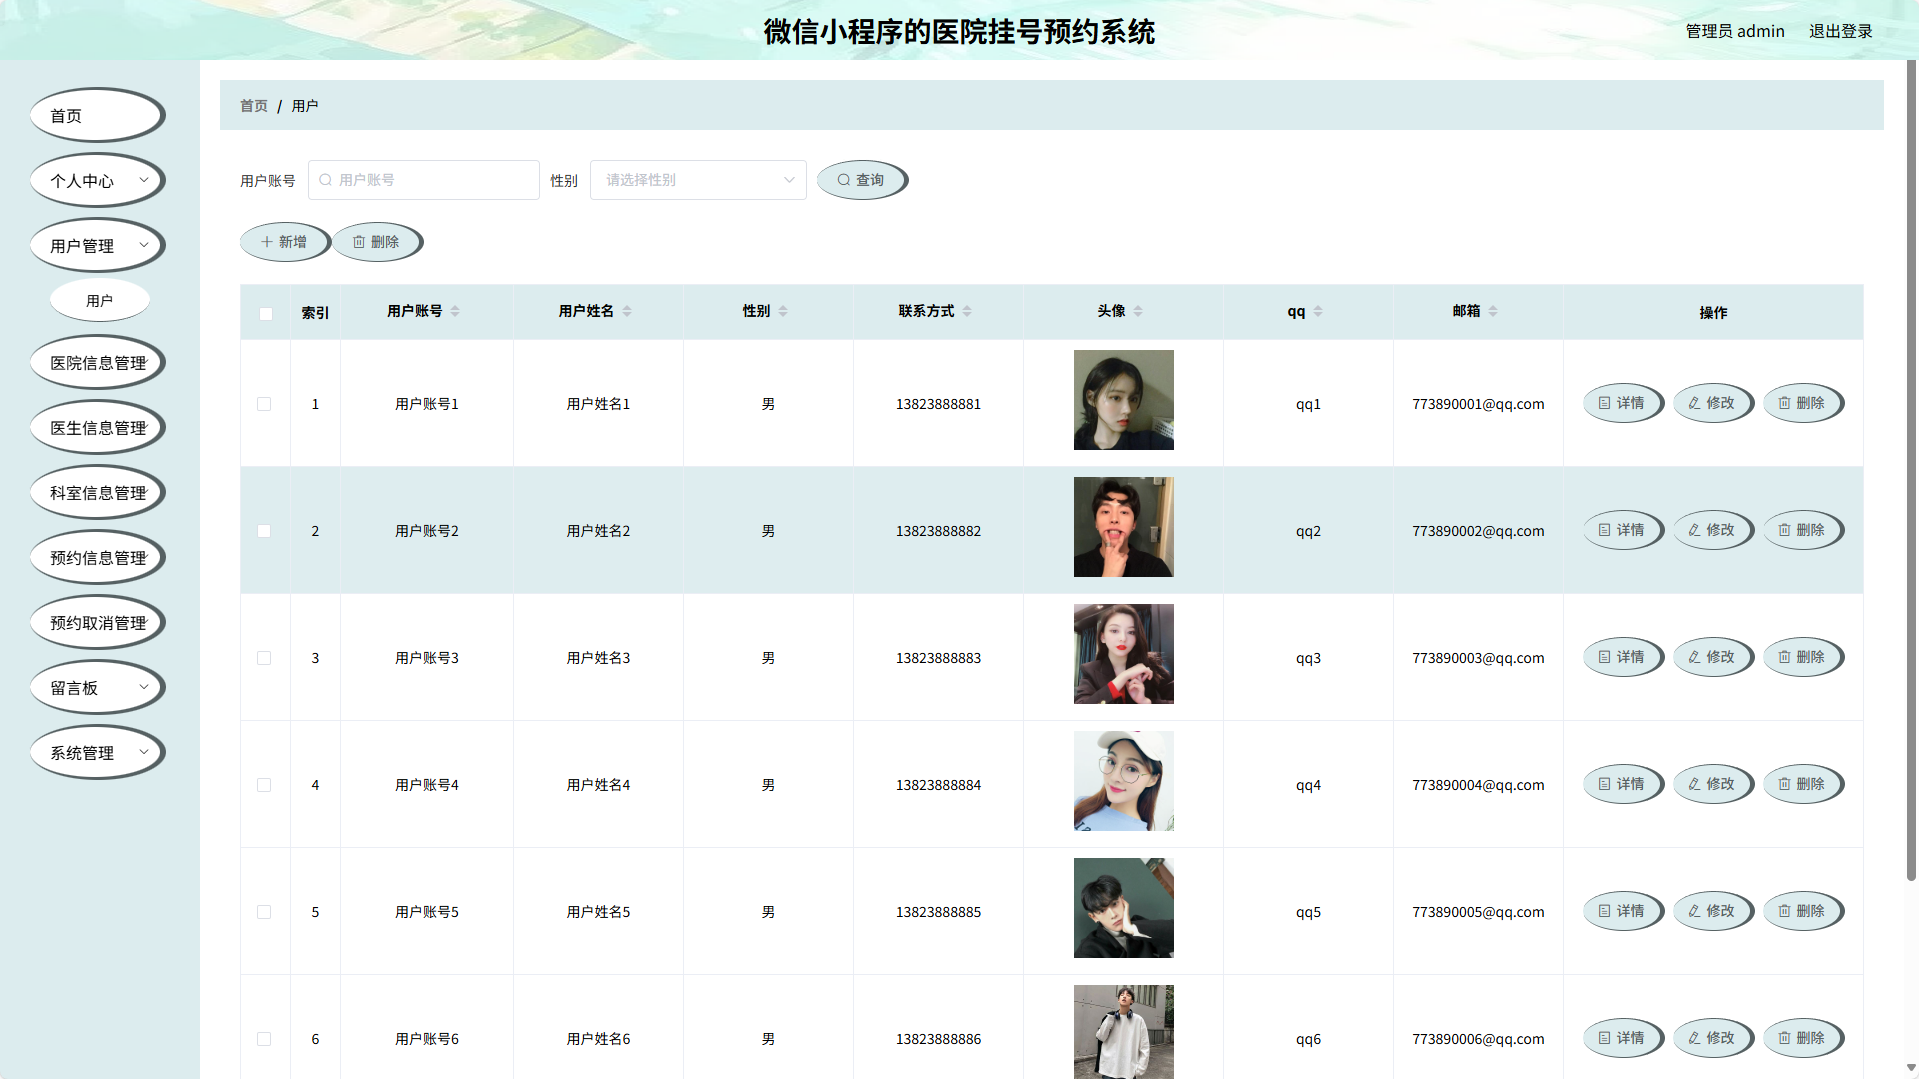 微信小程序的医院挂号预约系统
管理员 admin
退出登录
首页
个人中心
用户管理
用户
医院信息管理
医生信息管理
科室信息管理
预约信息管理
预约取消管理
留言板
系统管理
首页 / 用户
用户账号 用户账号 性别 请选择性别 查询
新增 删除
索引 用户账号 用户姓名 性别 联系方式 头像 qq 邮箱 操作
1 用户账号1 用户姓名1 男 13823888881 qq1 773890001@qq.com 详情 修改 删除
2 用户账号2 用户姓名2 男 13823888882 qq2 773890002@qq.com 详情 修改 删除
3 用户账号3 用户姓名3 男 13823888883 qq3 773890003@qq.com 详情 修改 删除
4 用户账号4 用户姓名4 男 13823888884 qq4 773890004@qq.com 详情 修改 删除
5 用户账号5 用户姓名5 男 13823888885 qq5 773890005@qq.com 详情 修改 删除
6 用户账号6 用户姓名6 男 13823888886 qq6 773890006@qq.com 详情 修改 删除